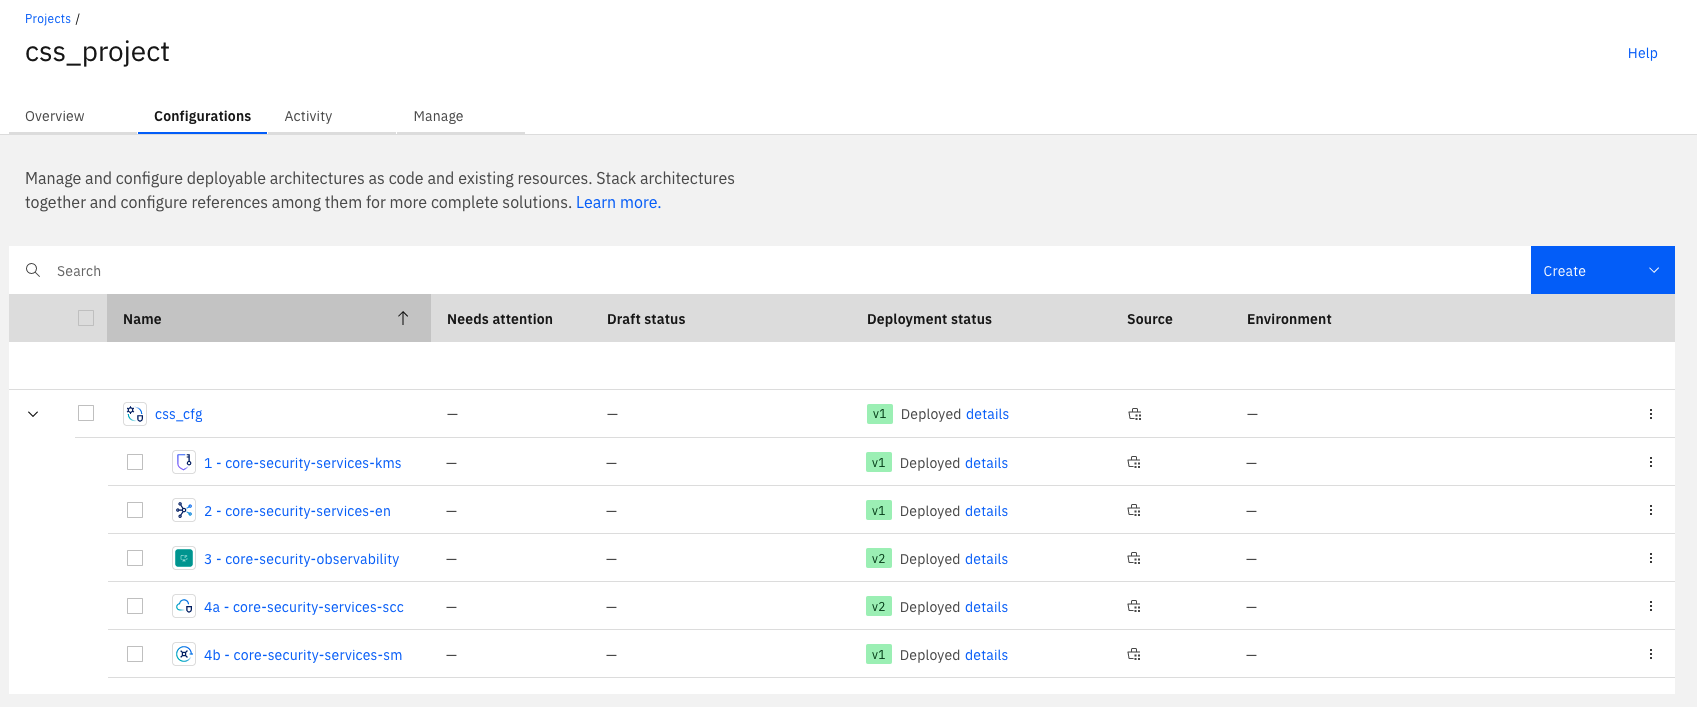 Projects /
css_project
Help
Overview Configurations Activity Manage
Manage and configure deployable architectures as code and existing resources. Stack architectures
together and configure references among them for more complete solutions. Learn more.
Search Create
Name Needs attention Draft status Deployment status Source Environment
css_cfg — — v1 Deployed details —
1 - core-security-services-kms — — v1 Deployed details —
2 - core-security-services-en — — v1 Deployed details —
3 - core-security-observability — — v2 Deployed details —
4a - core-security-services-scc — — v2 Deployed details —
4b - core-security-services-sm — — v1 Deployed details —